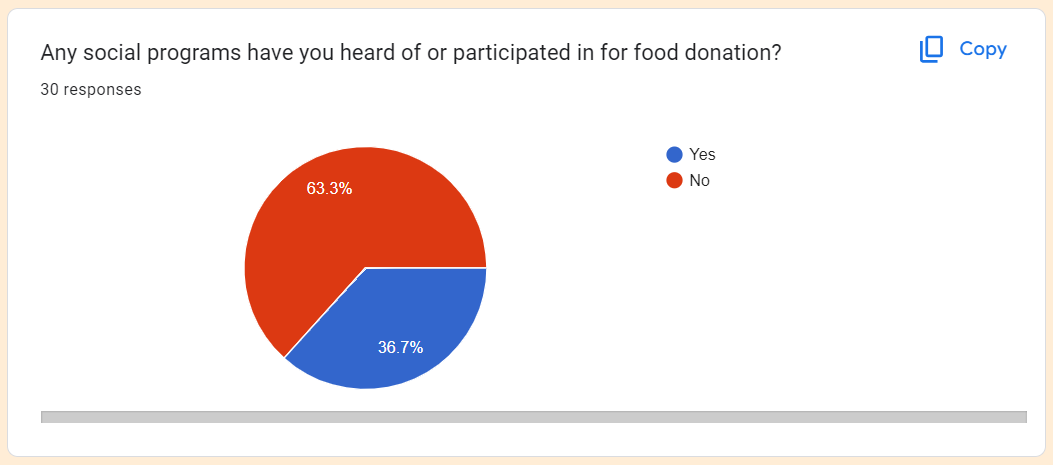 Any social programs have you heard of or participated in for food donation?
Copy
30 responses
Yes
No
63.3%
36.7%